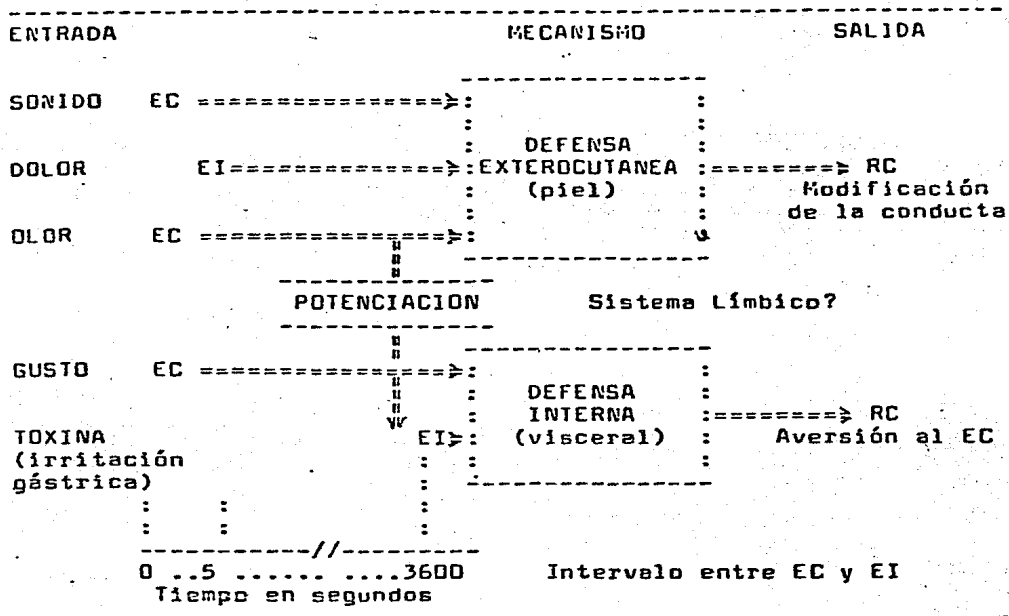 ENTRADA MECANISMO SALIDA
SONIDO EC
DEFENSA
DOLOR EI EXTEROCUTANEA RC
(piel) Modificación
de la conducta
OLOR EC
POTENCIACION Sistema Límbico?
GUSTO EC
DEFENSA
INTERNA RC
TOXINA EI (visceral) Aversión al EC
(irritación
gástrica)
0 ..5 ...... ....3600 Intervalo entre EC y EI
Tiempo en segundos